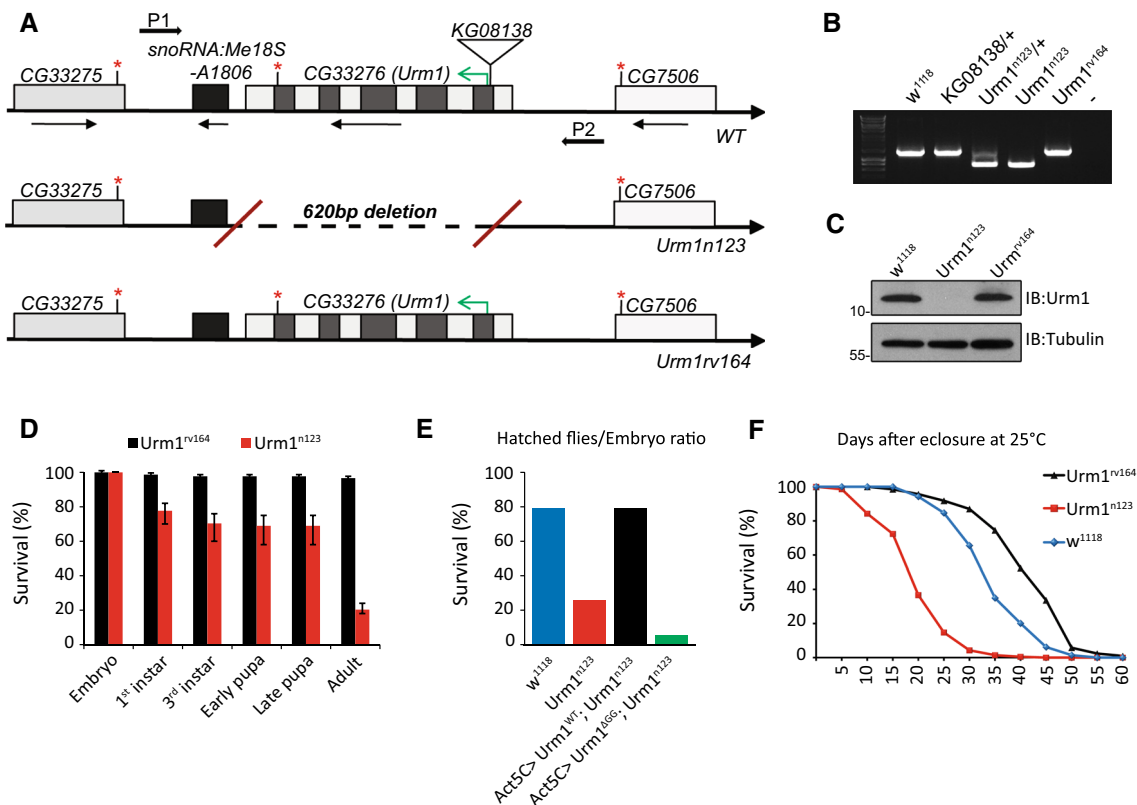 A
P1
KG08138
snoRNA:Me18S
-A1806
CG33275 * * CG33276 (Urm1) * CG7506
P2
WT
CG33275 * * CG7506
620bp deletion
Urm1n123
CG33275 * * CG33276 (Urm1) * CG7506
Urm1rv164
B
w1118 KG08138/+ Urm1n123/+ Urm1n123 Urm1rv164 -
C
w1118 Urm1n123 Urmrv164
IB:Urm1
10-
IB:Tubulin
55-
D
Urm1rv164 Urm1n123
Survival (%)
100
80
60
40
20
0
Embryo 1st instar 3rd instar Early pupa Late pupa Adult
E
Hatched flies/Embryo ratio
Survival (%)
100
80
60
40
20
0
w1118
Urm1n123
Act5C> Urm1WT; Urm1n123
Act5C> Urm1ΔGG; Urm1n123
F
Days after eclosure at 25°C
Urm1rv164
Urm1n123
w1118
Survival (%)
100
80
60
40
20
00
5 10 15 20 25 30 35 40 45 50 55 60